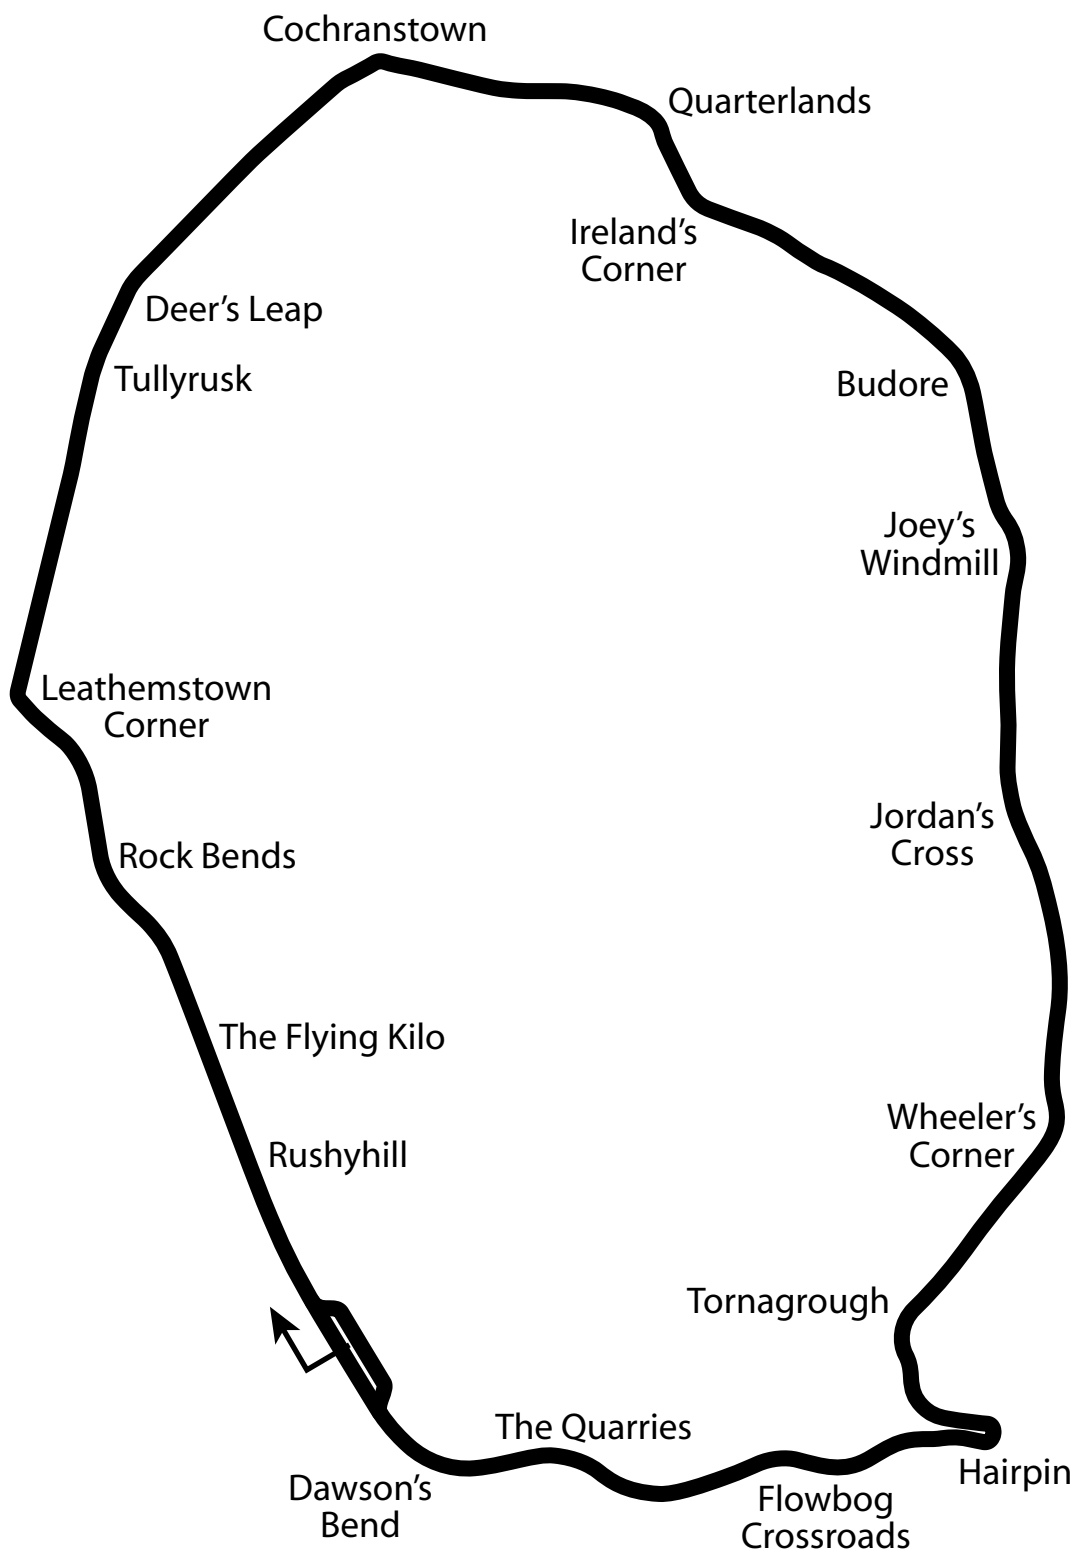 Cochranstown
Quarterlands
Ireland's
Corner
Deer's Leap
Tullyrusk
Budore
Joey's
Windmill
Leathemstown
Corner
Jordan's
Cross
Rock Bends
The Flying Kilo
Wheeler's
Corner
Rushyhill
Tornagrough
The Quarries
Hairpin
Dawson's
Bend
Flowbog
Crossroads